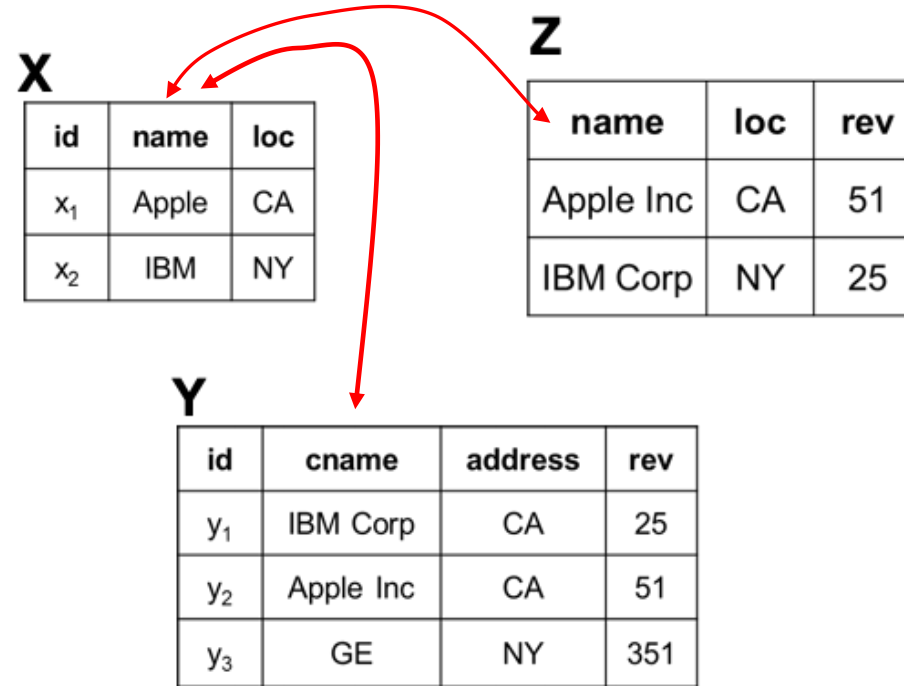 X
id name loc
x₁ Apple CA
x₂ IBM NY
Z
name loc rev
Apple Inc CA 51
IBM Corp NY 25
Y
id cname address rev
y₁ IBM Corp CA 25
y₂ Apple Inc CA 51
y₃ GE NY 351